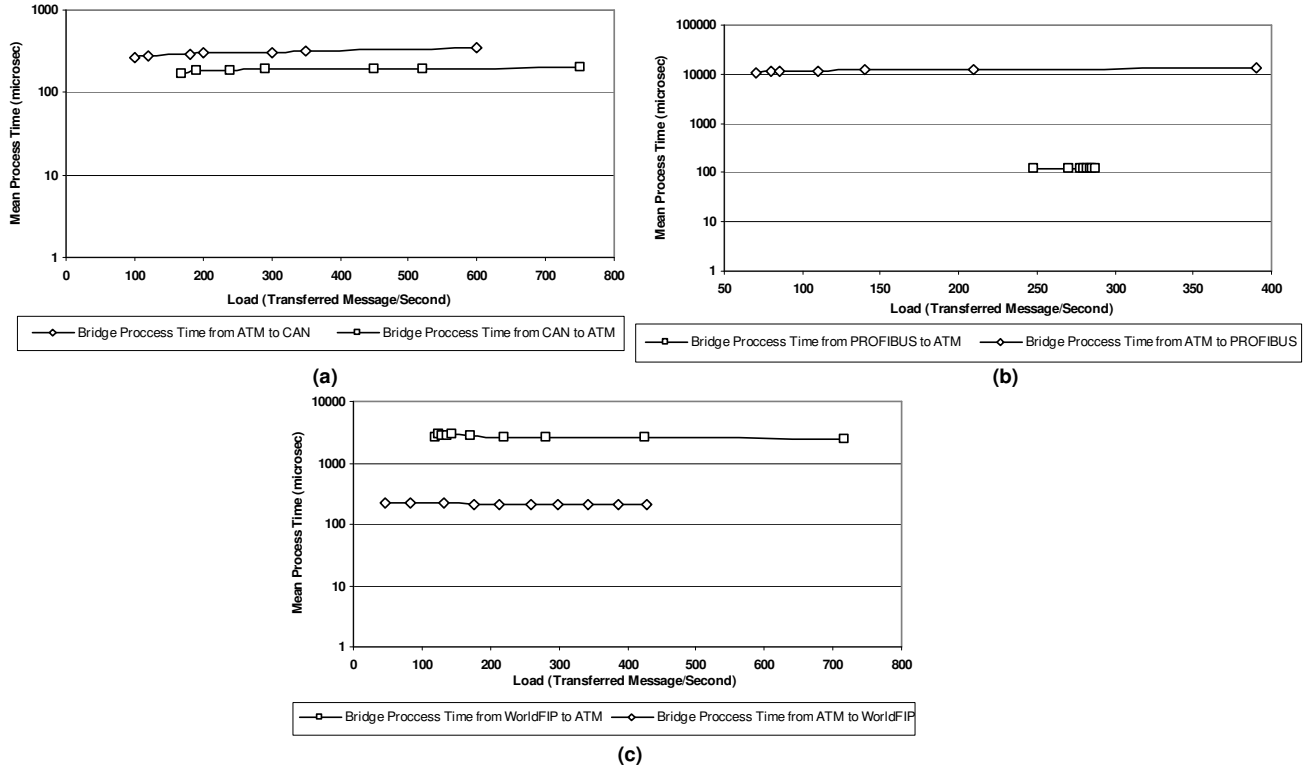 1000
100
10
1
Mean Process Time (microsec)
0 100 200 300 400 500 600 700 800
Load (Transferred Message/Second)
Bridge Proccess Time from ATM to CAN Bridge Proccess Time from CAN to ATM
(a)
100000
10000
1000
100
10
1
Mean Process Time (microsec)
50 100 150 200 250 300 350 400
Load (Transferred Message/Second)
Bridge Proccess Time from PROFIBUS to ATM Bridge Proccess Time from ATM to PROFIBUS
(b)
10000
1000
100
10
1
Mean Process Time (microsec)
0 100 200 300 400 500 600 700 800
Load (Transferred Message/Second)
Bridge Proccess Time from WorldFIP to ATM Bridge Proccess Time from ATM to WorldFIP
(c)